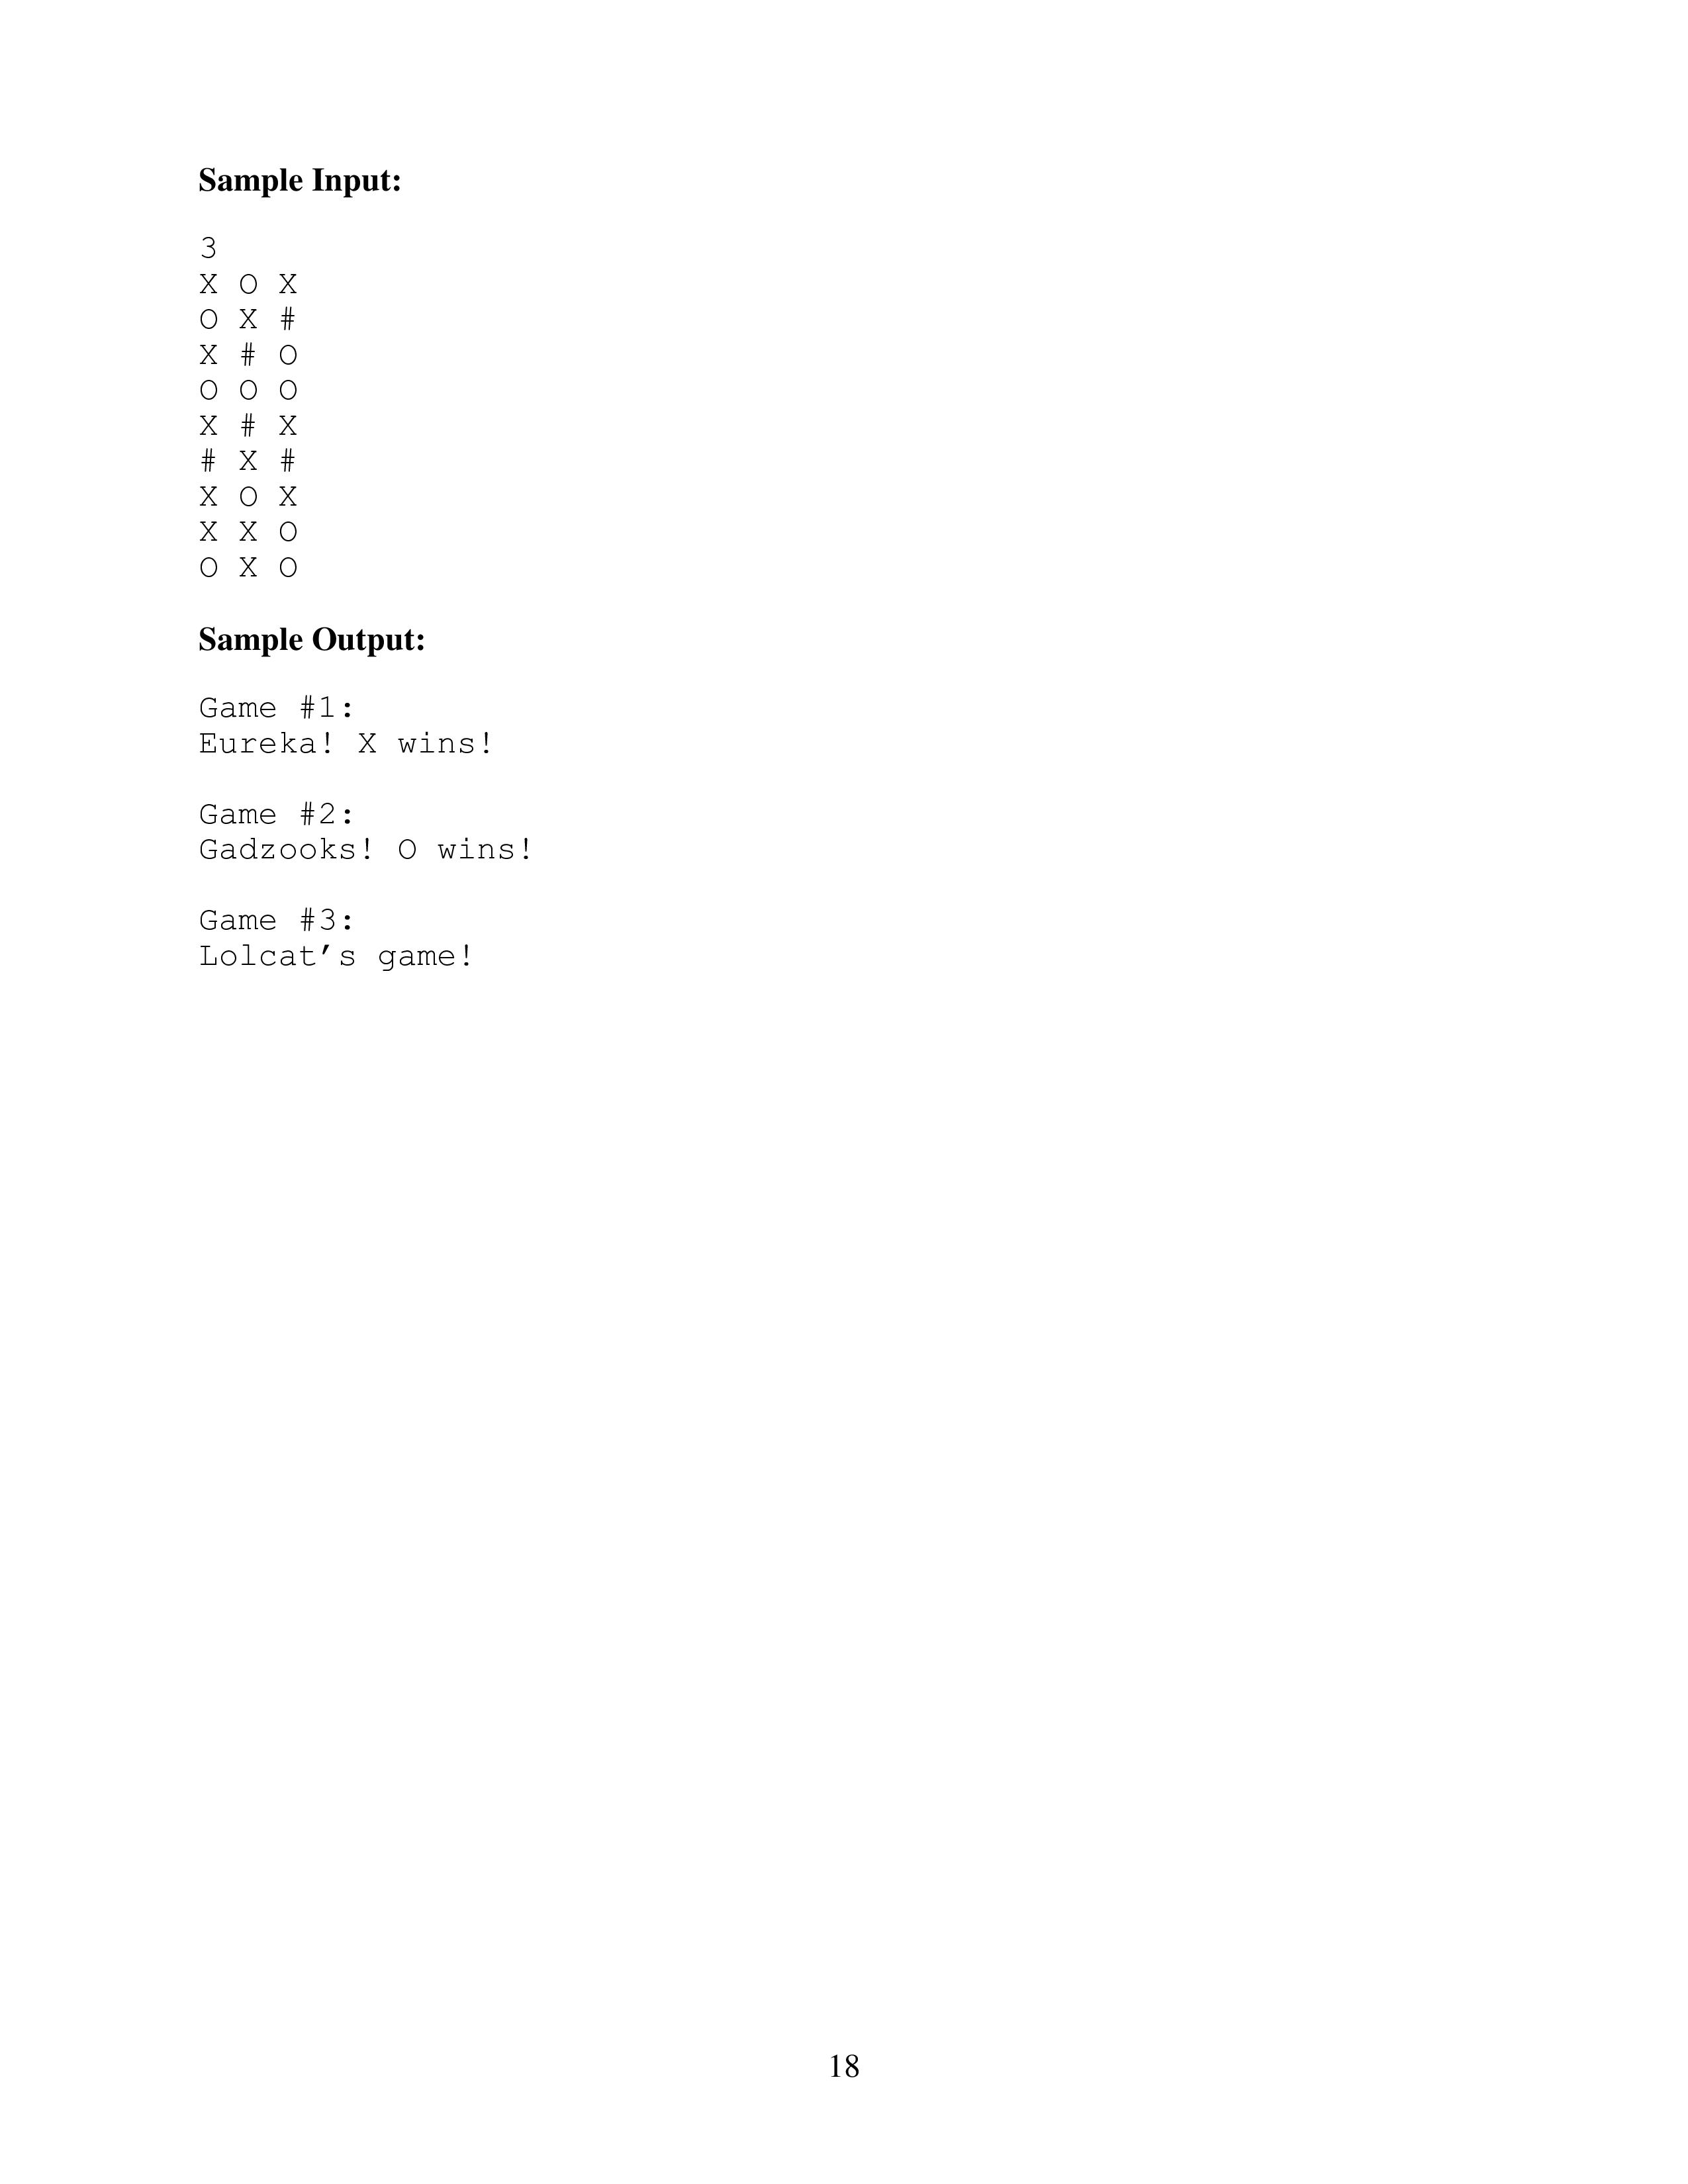 Sample Input:
3
X O X
O X #
X # O
O O O
X # X
# X #
X O X
X X O
O X O
Sample Output:
Game #1:
Eureka! X wins!
Game #2:
Gadzooks! O wins!
Game #3:
Lolcat’s game!
18